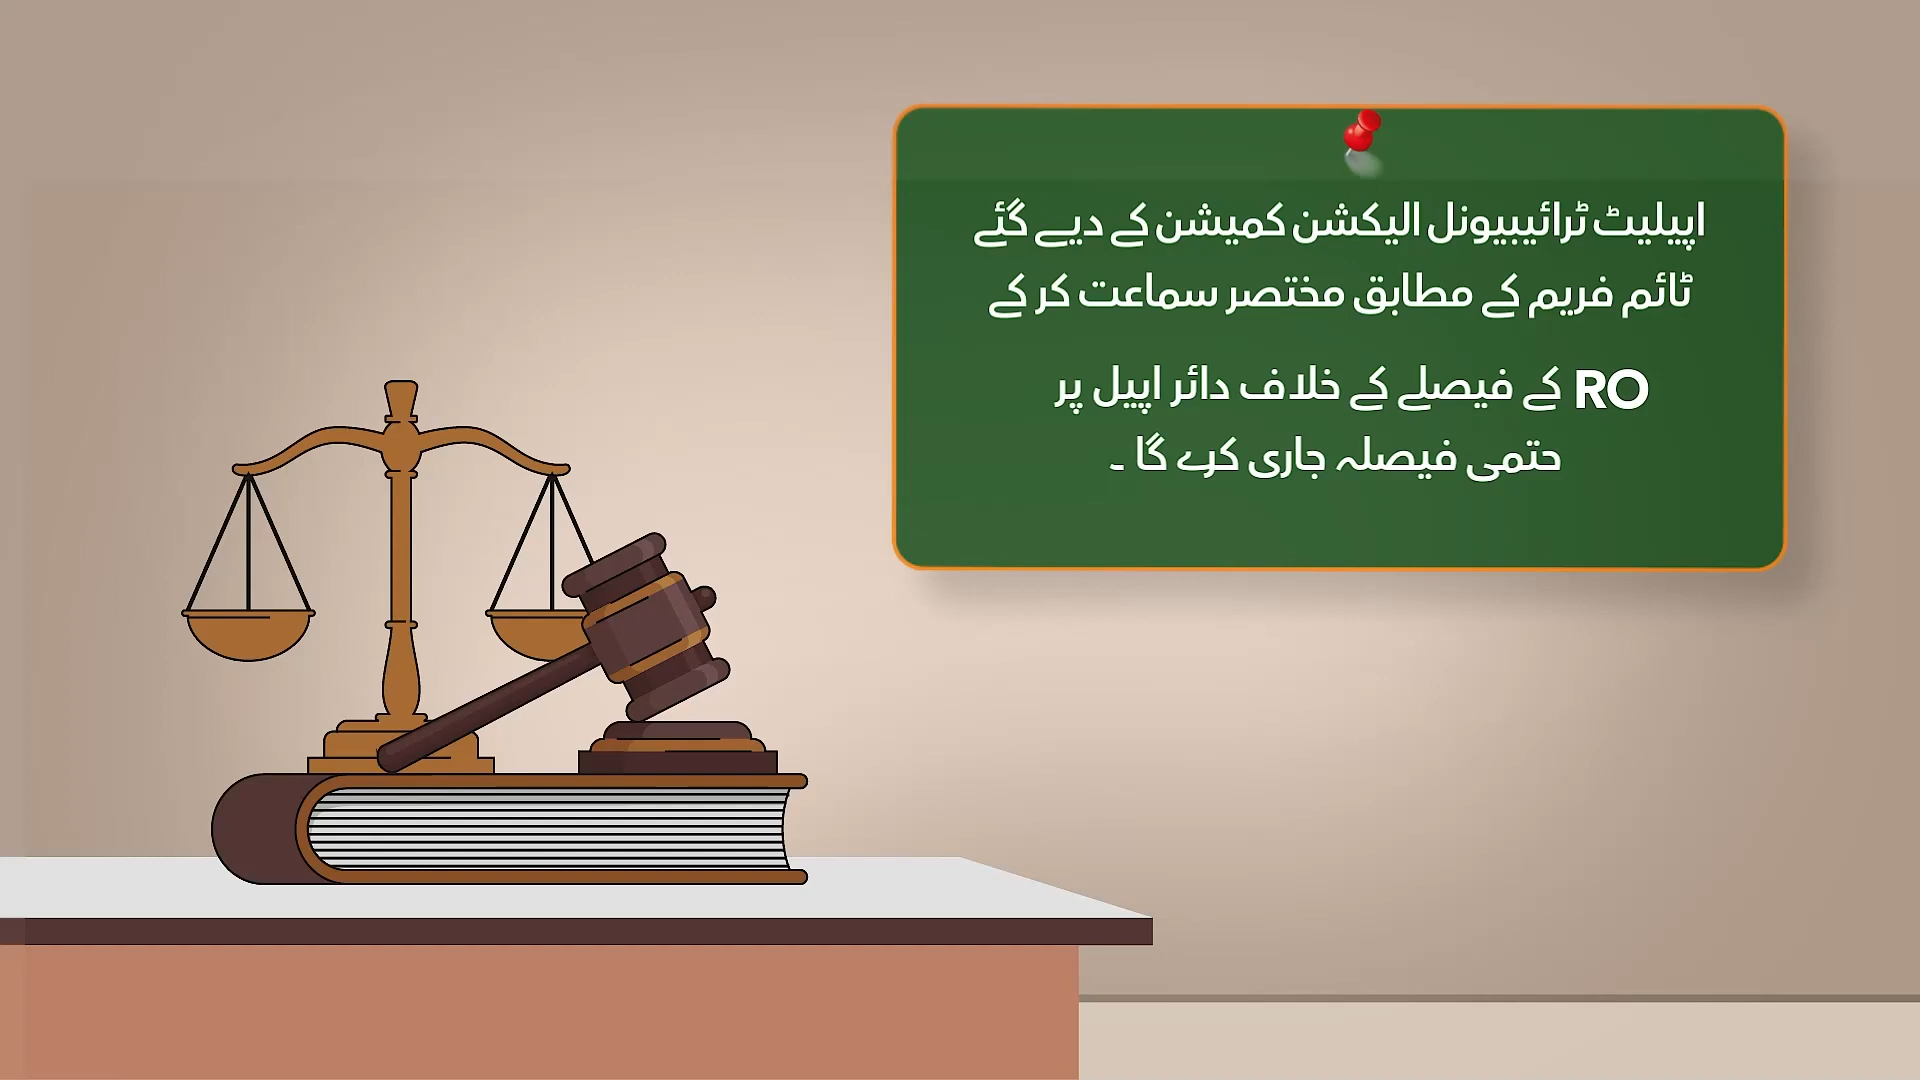 اپیلیٹ ٹرائیبیونل الیکشن کمیشن کے دیے گئے
ٹائم فریم کے مطابق مختصر سماعت کر کے
RO کے فیصلے کے خلاف دائر اپیل پر
حتمی فیصلہ جاری کرے گا ۔